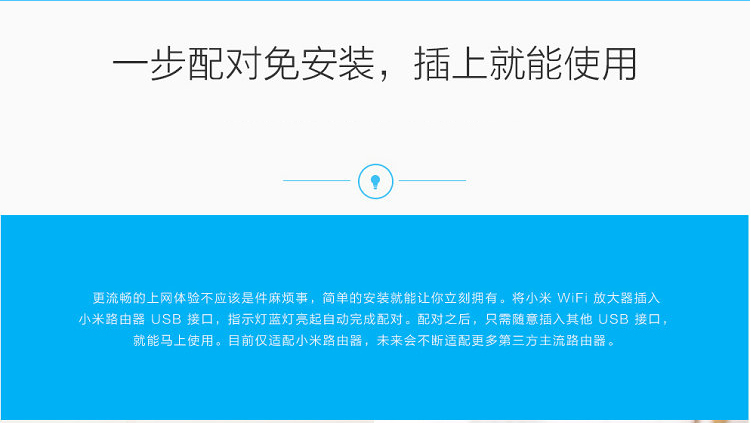 一步配对免安装，插上就能使用
更流畅的上网体验不应该是件麻烦事，简单的安装就能让你立刻拥有。将小米 WiFi 放大器插入
小米路由器 USB 接口，指示灯蓝灯亮起自动完成配对。配对之后，只需随意插入其他 USB 接口，
就能马上使用。目前仅适配小米路由器，未来会不断适配更多第三方主流路由器。